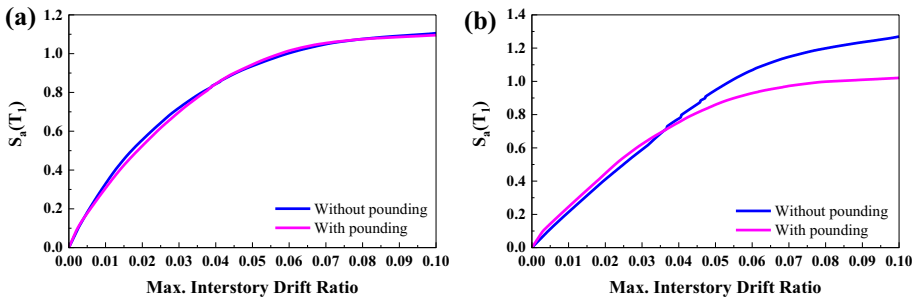 (a)
1.2
1.0
0.8
0.6
0.4
0.2
0.0
Sa(T1)
Without pounding
With pounding
0.00 0.01 0.02 0.03 0.04 0.05 0.06 0.07 0.08 0.09 0.10
Max. Interstory Drift Ratio
(b)
1.4
1.2
1.0
0.8
0.6
0.4
0.2
0.0
Sa(T1)
Without pounding
With pounding
0.00 0.01 0.02 0.03 0.04 0.05 0.06 0.07 0.08 0.09 0.10
Max. Interstory Drift Ratio